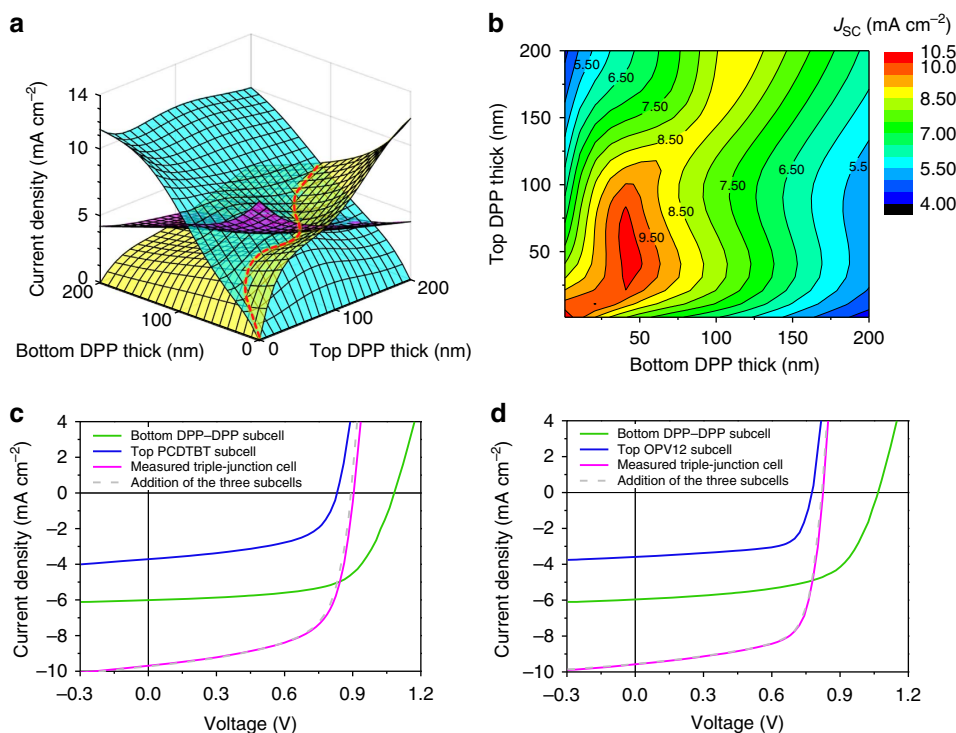 a
14
10
5
0
Current density (mA cm⁻²)
200
100
0
Bottom DPP thick (nm)
0
100
200
Top DPP thick (nm)
b
J_SC (mA cm⁻²)
200
150
100
50
Top DPP thick (nm)
50
100
150
200
Bottom DPP thick (nm)
5.50
6.50
7.50
8.50
5.5
6.50
7.50
8.50
9.50
10.5
10.0
8.50
7.00
5.50
4.00
c
4
2
0
−2
−4
−6
−8
−10
Current density (mA cm⁻²)
Bottom DPP–DPP subcell
Top PCDTBT subcell
Measured triple-junction cell
Addition of the three subcells
−0.3
0.0
0.3
0.6
0.9
1.2
Voltage (V)
d
4
2
0
−2
−4
−6
−8
−10
Current density (mA cm⁻²)
Bottom DPP–DPP subcell
Top OPV12 subcell
Measured triple-junction cell
Addition of the three subcells
−0.3
0.0
0.3
0.6
0.9
1.2
Voltage (V)